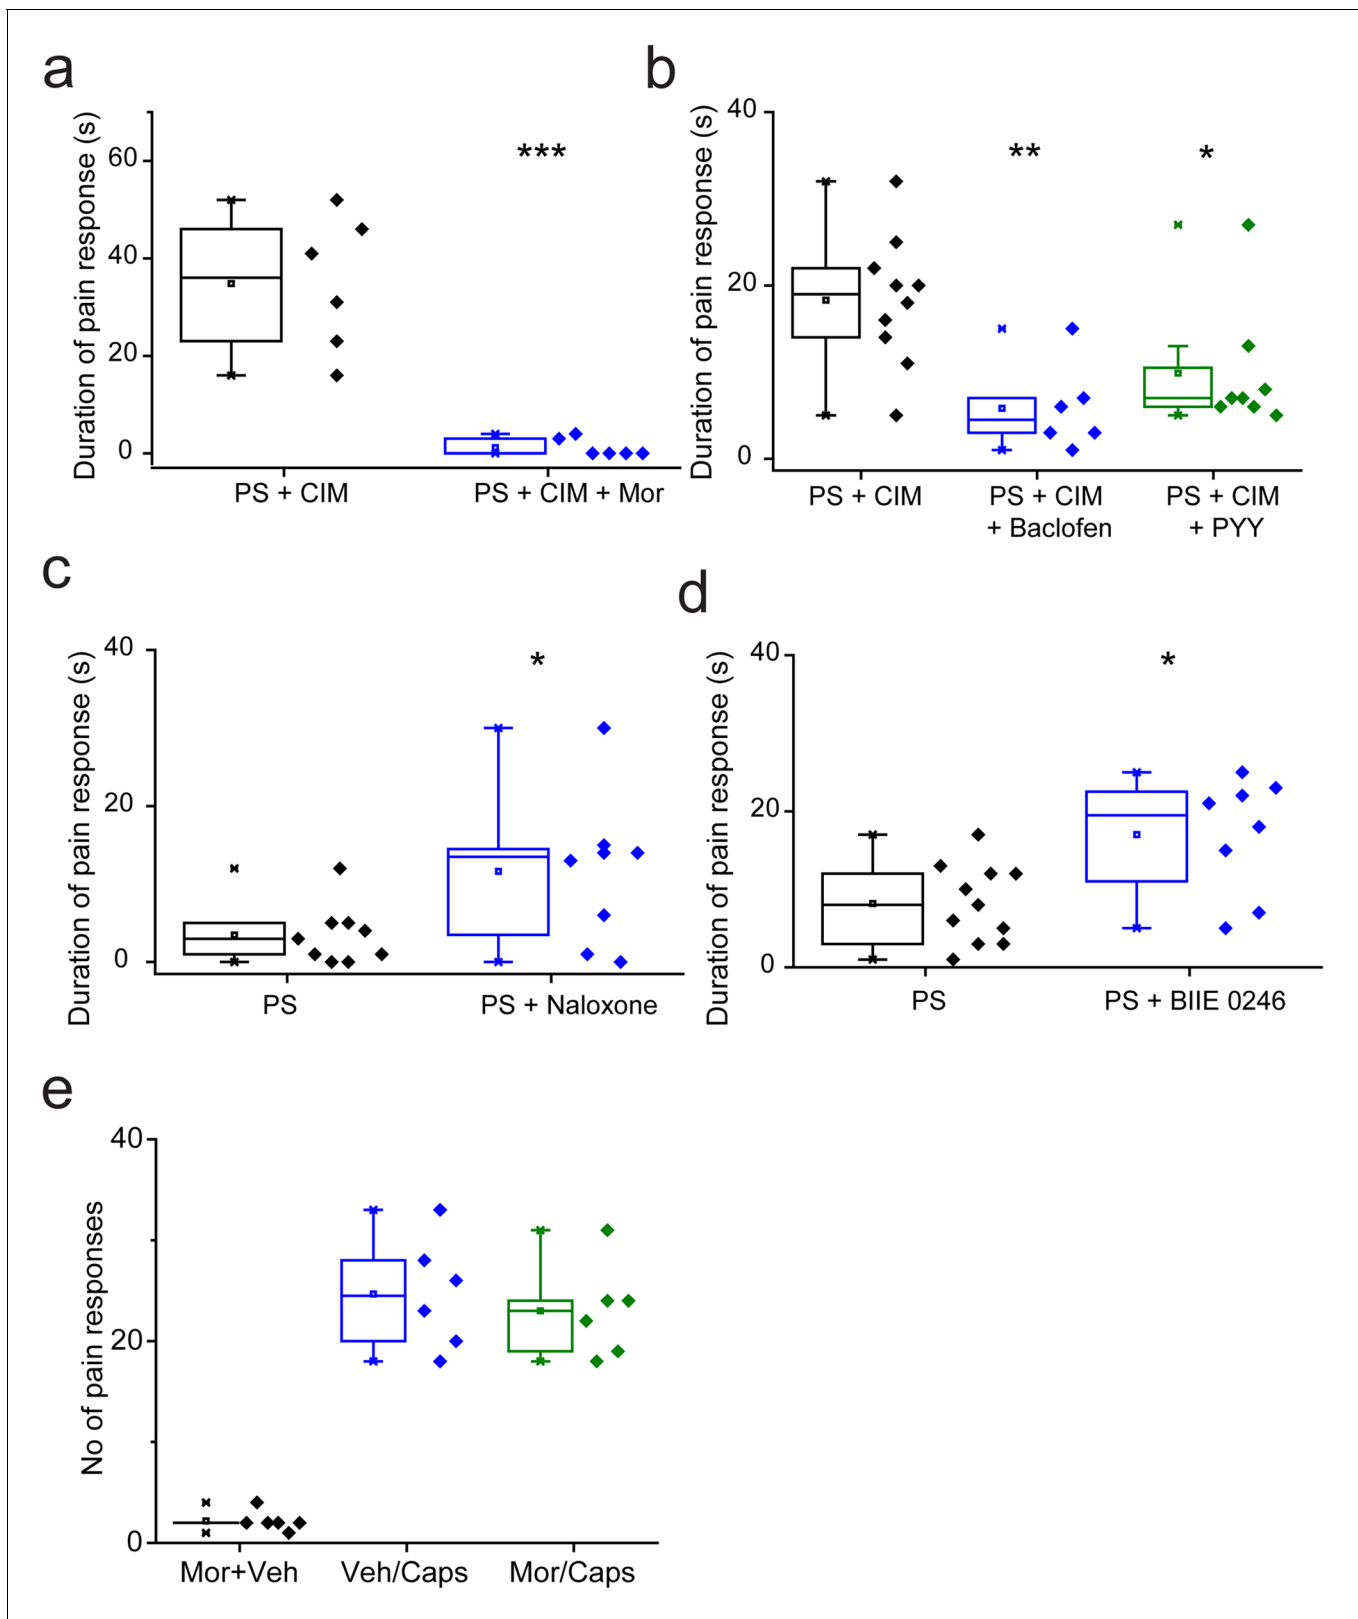 a
Duration of pain response (s)
60
40
20
0
***
PS + CIM
PS + CIM + Mor
b
Duration of pain response (s)
40
20
0
**
*
PS + CIM
PS + CIM
+ Baclofen
PS + CIM
+ PYY
c
Duration of pain response (s)
40
20
0
*
PS
PS + Naloxone
d
Duration of pain response (s)
40
20
0
*
PS
PS + BIIE 0246
e
No of pain responses
40
20
0
Mor+Veh
Veh/Caps
Mor/Caps